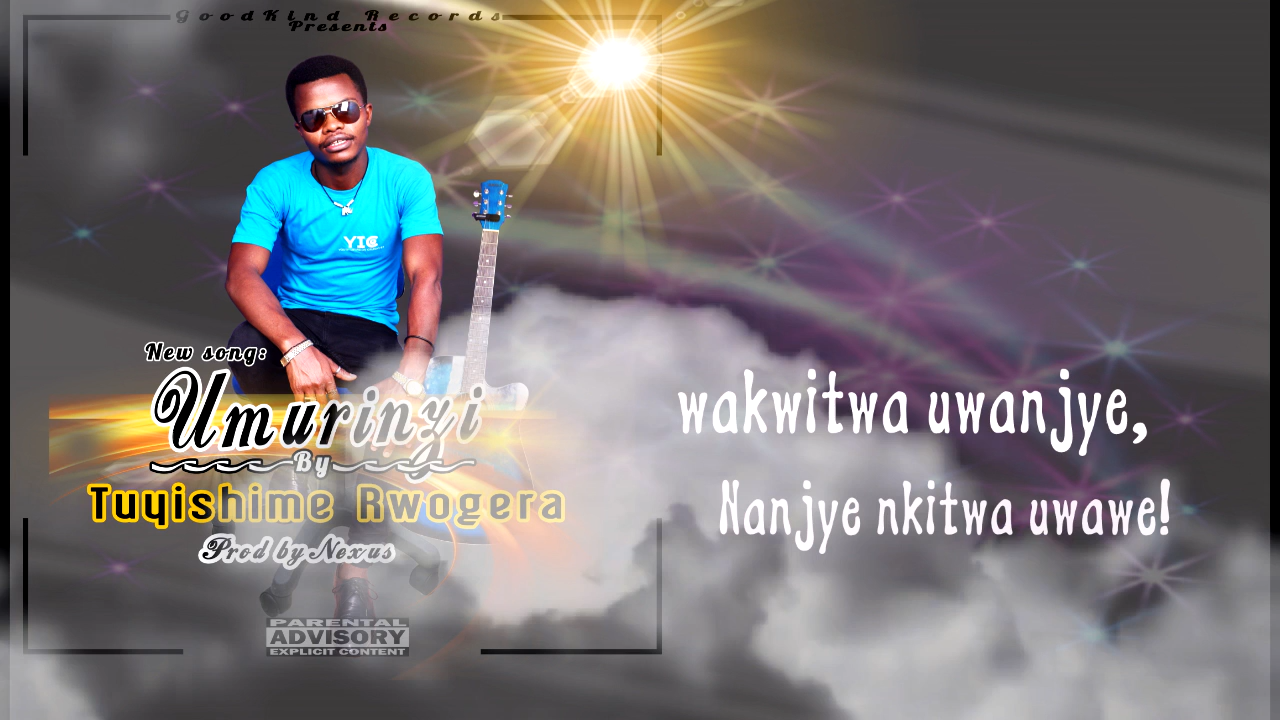 GoodKind Records
Presents
YIC
New song:
Umurinzi
By
Tuyishime Rwogera
Prod by Nexus
PARENTAL
ADVISORY
EXPLICIT CONTENT
wakwitwa uwanjye,
Nanjye nkitwa uwawe!